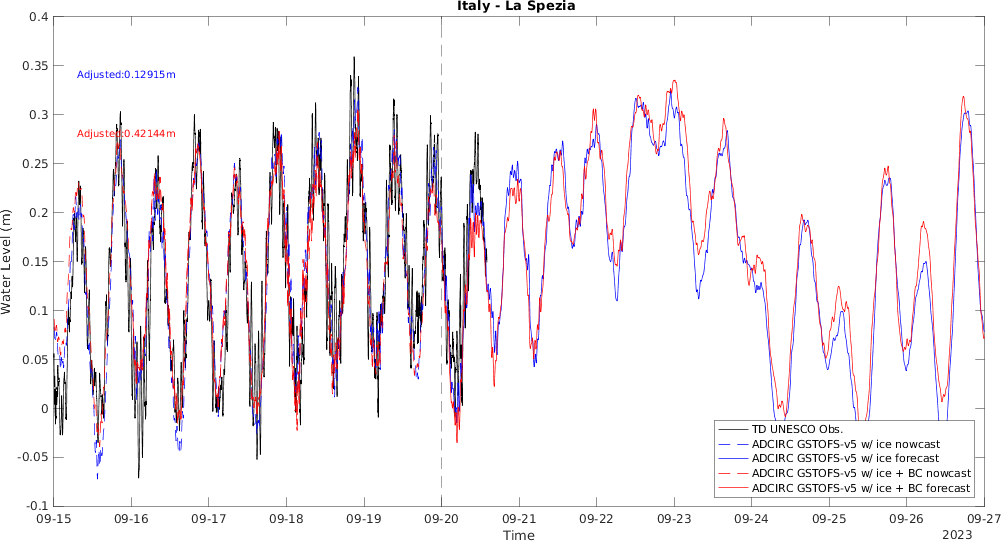 Italy - La Spezia
0.4
0.35
0.3
0.25
0.2
0.15
0.1
0.05
0
-0.05
-0.1
Water Level (m)
Adjusted:0.12915m
Adjusted:0.42144m
TD UNESCO Obs.
ADCIRC GSTOFS-v5 w/ ice nowcast
ADCIRC GSTOFS-v5 w/ ice forecast
ADCIRC GSTOFS-v5 w/ ice + BC nowcast
ADCIRC GSTOFS-v5 w/ ice + BC forecast
09-15 09-16 09-17 09-18 09-19 09-20 09-21 09-22 09-23 09-24 09-25 09-26 09-27
Time
2023